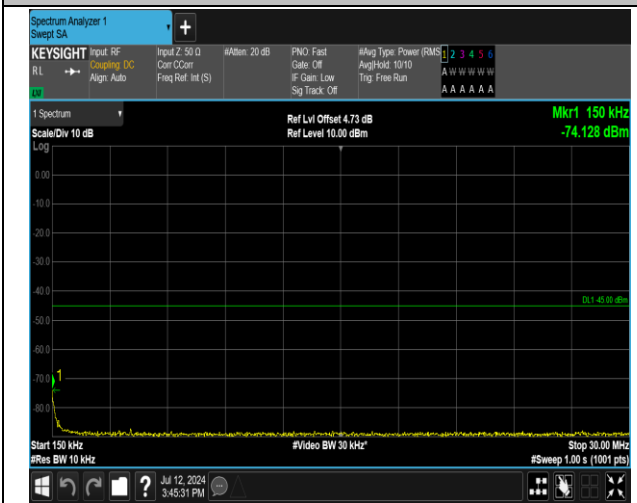 Spectrum Analyzer 1
Swept SA
+
KEYSIGHT
RL
LXI
Input: RF
Coupling: DC
Align: Auto
Input Z: 50 Ω
Corr CCorr
Freq Ref: Int (S)
#Atten: 20 dB
PNO: Fast
Gate: Off
IF Gain: Low
Sig Track: Off
#Avg Type: Power (RMS
Avg|Hold: 10/10
Trig: Free Run
1 2 3 4 5 6
A W W W W W
A A A A A A
1 Spectrum
Scale/Div 10 dB
Log
Ref Lvl Offset 4.73 dB
Ref Level 10.00 dBm
Mkr1 150 kHz
-74.128 dBm
0.00
-10.0
-20.0
-30.0
-40.0
DL1 -45.00 dBm
-50.0
-60.0
-70.0
1
-80.0
Start 150 kHz
#Video BW 30 kHz*
Stop 30.00 MHz
#Res BW 10 kHz
#Sweep 1.00 s (1001 pts)
?
Jul 12, 2024
3:45:31 PM